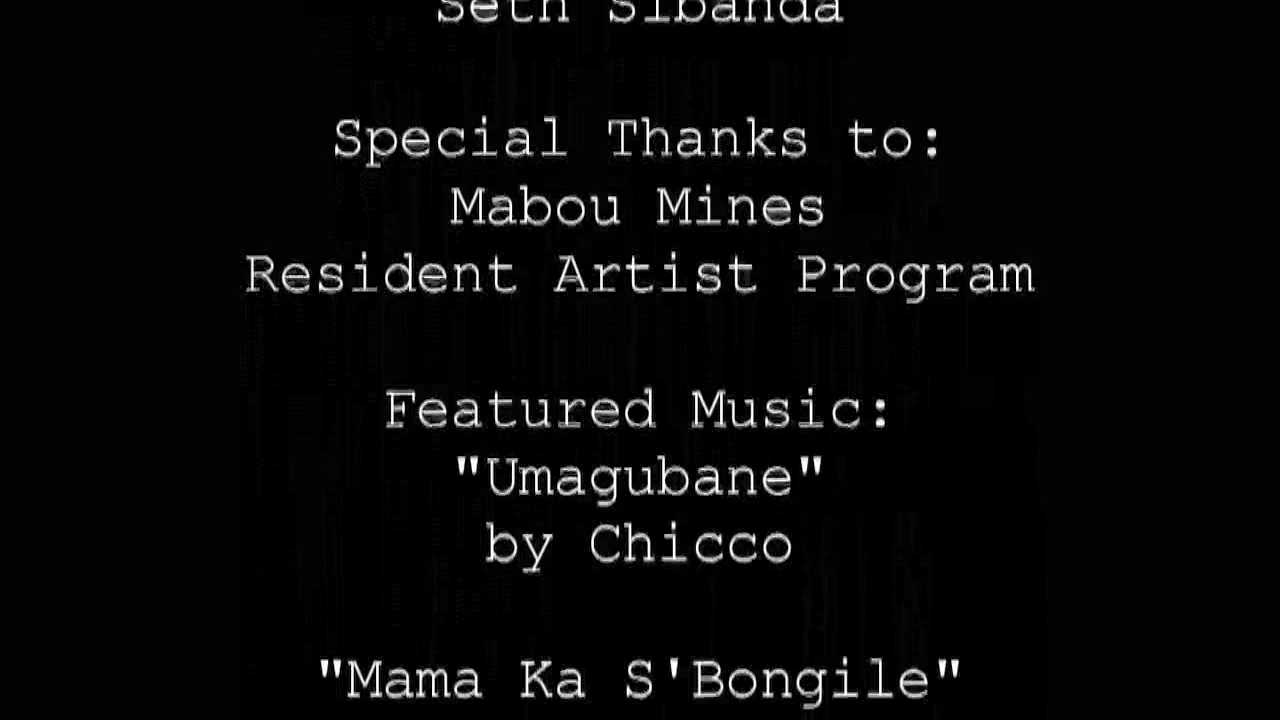 Seth Sibanda
Special Thanks to:
Mabou Mines
Resident Artist Program
Featured Music:
"Umagubane"
by Chicco
"Mama Ka S'Bongile"